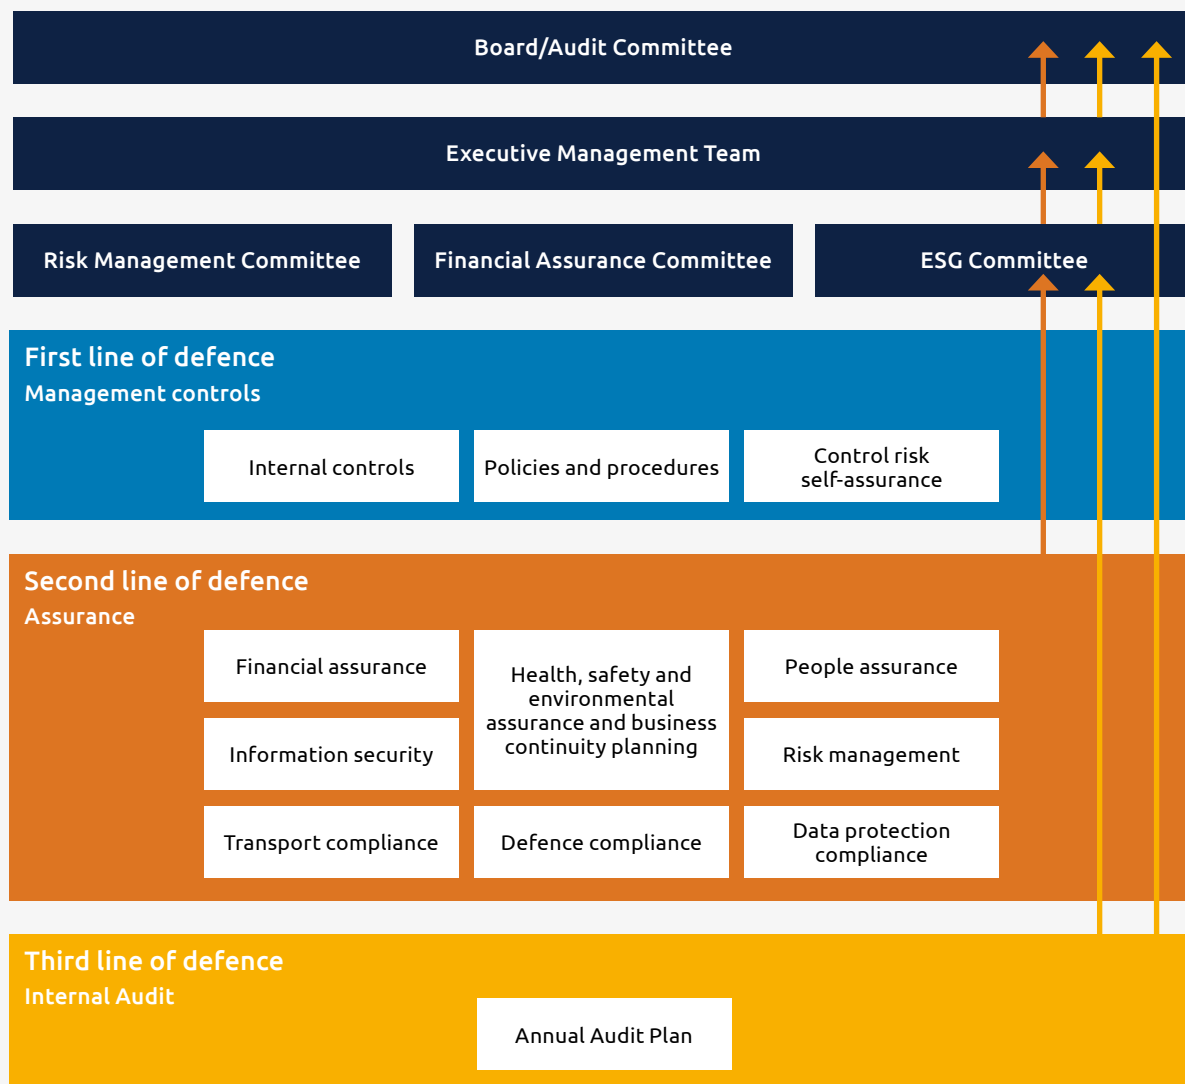 Board/Audit Committee
Executive Management Team
Risk Management Committee
Financial Assurance Committee
ESG Committee
First line of defence
Management controls
Internal controls
Policies and procedures
Control risk
self-assurance
Second line of defence
Assurance
Financial assurance
Health, safety and
environmental
assurance and business
continuity planning
People assurance
Information security
Risk management
Transport compliance
Defence compliance
Data protection
compliance
Third line of defence
Internal Audit
Annual Audit Plan